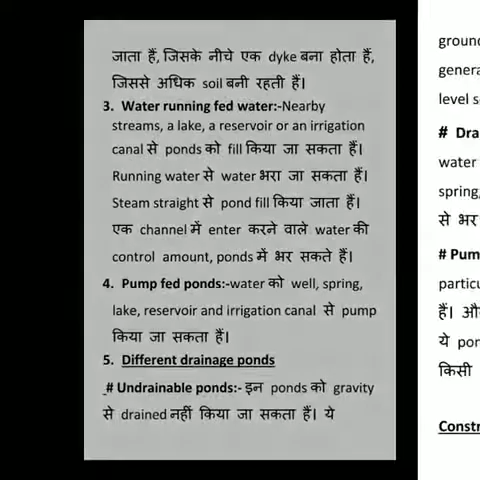 जाता हैं, जिसके नीचे एक dyke बना होता हैं,
जिससे अधिक soil बनी रहती हैं।
3. Water running fed water:-Nearby
streams, a lake, a reservoir or an irrigation
canal से ponds को fill किया जा सकता हैं।
Running water से water भरा जा सकता हैं।
Steam straight से pond fill किया जाता हैं।
एक channel में enter करने वाले water की
control amount, ponds में भर सकते हैं।
4. Pump fed ponds:-water को well, spring,
lake, reservoir and irrigation canal से pump
किया जा सकता हैं।
5. Different drainage ponds
# Undrainable ponds:- इन ponds को gravity
से drained नहीं किया जा सकता हैं। ये
groun
genera
level s
# Dra
water
spring,
से भर
# Pum
particu
हैं। औ
ये pon
किसी
Constr